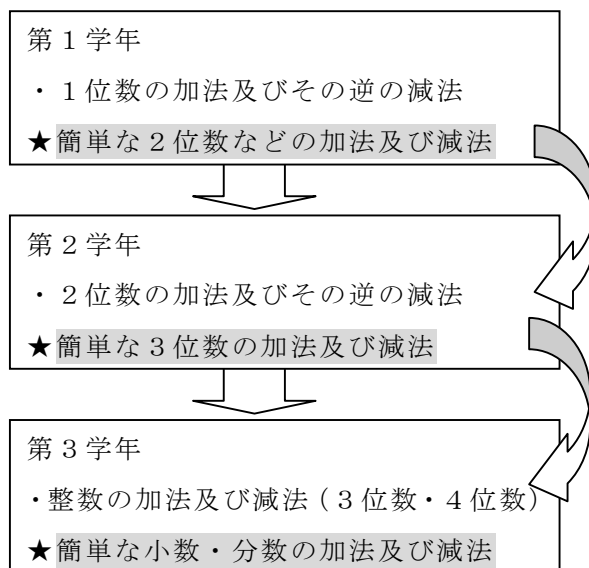 第１学年
・１位数の加法及びその逆の減法
★簡単な２位数などの加法及び減法
第２学年
・２位数の加法及びその逆の減法
★簡単な３位数の加法及び減法
第３学年
・整数の加法及び減法（３位数・４位数）
★簡単な小数・分数の加法及び減法